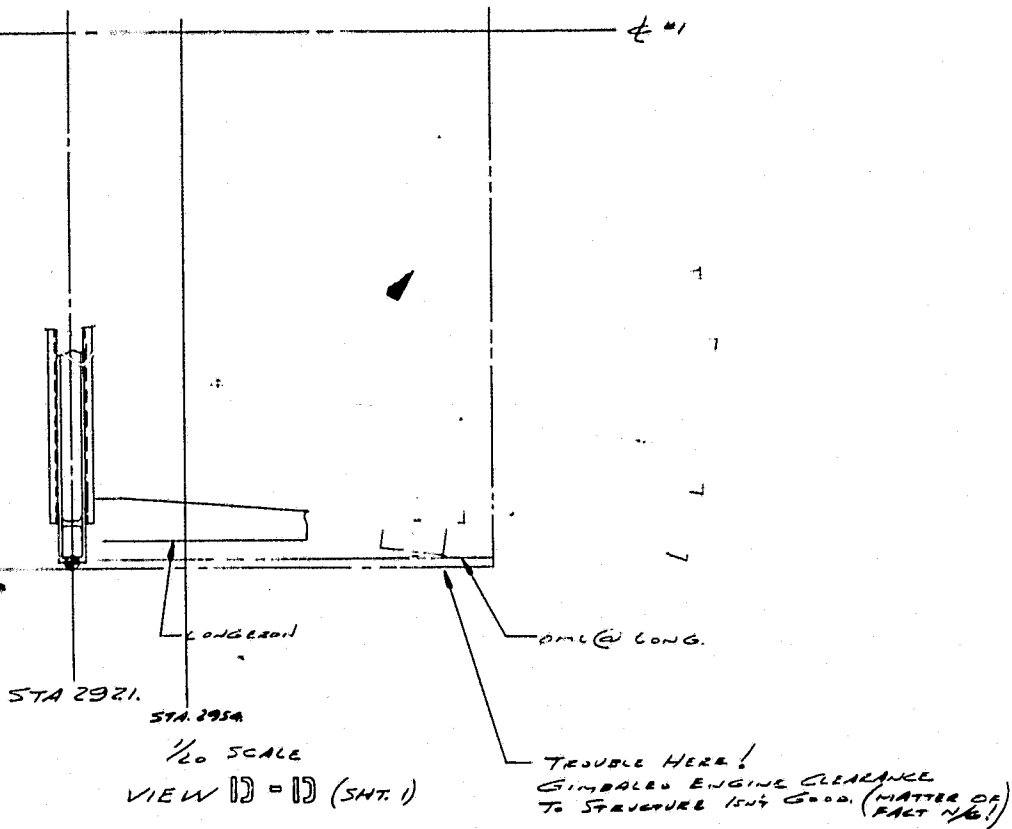 ℄ #1
LONGERON
OML @ LONG.
STA 2921.
STA. 2954.
1/20 SCALE
VIEW D-D (SHT. 1)
TROUBLE HERE!
GIMBALED ENGINE CLEARANCE
TO STRUCTURE ISN'T GOOD. (MATTER OF
FACT N/G!)